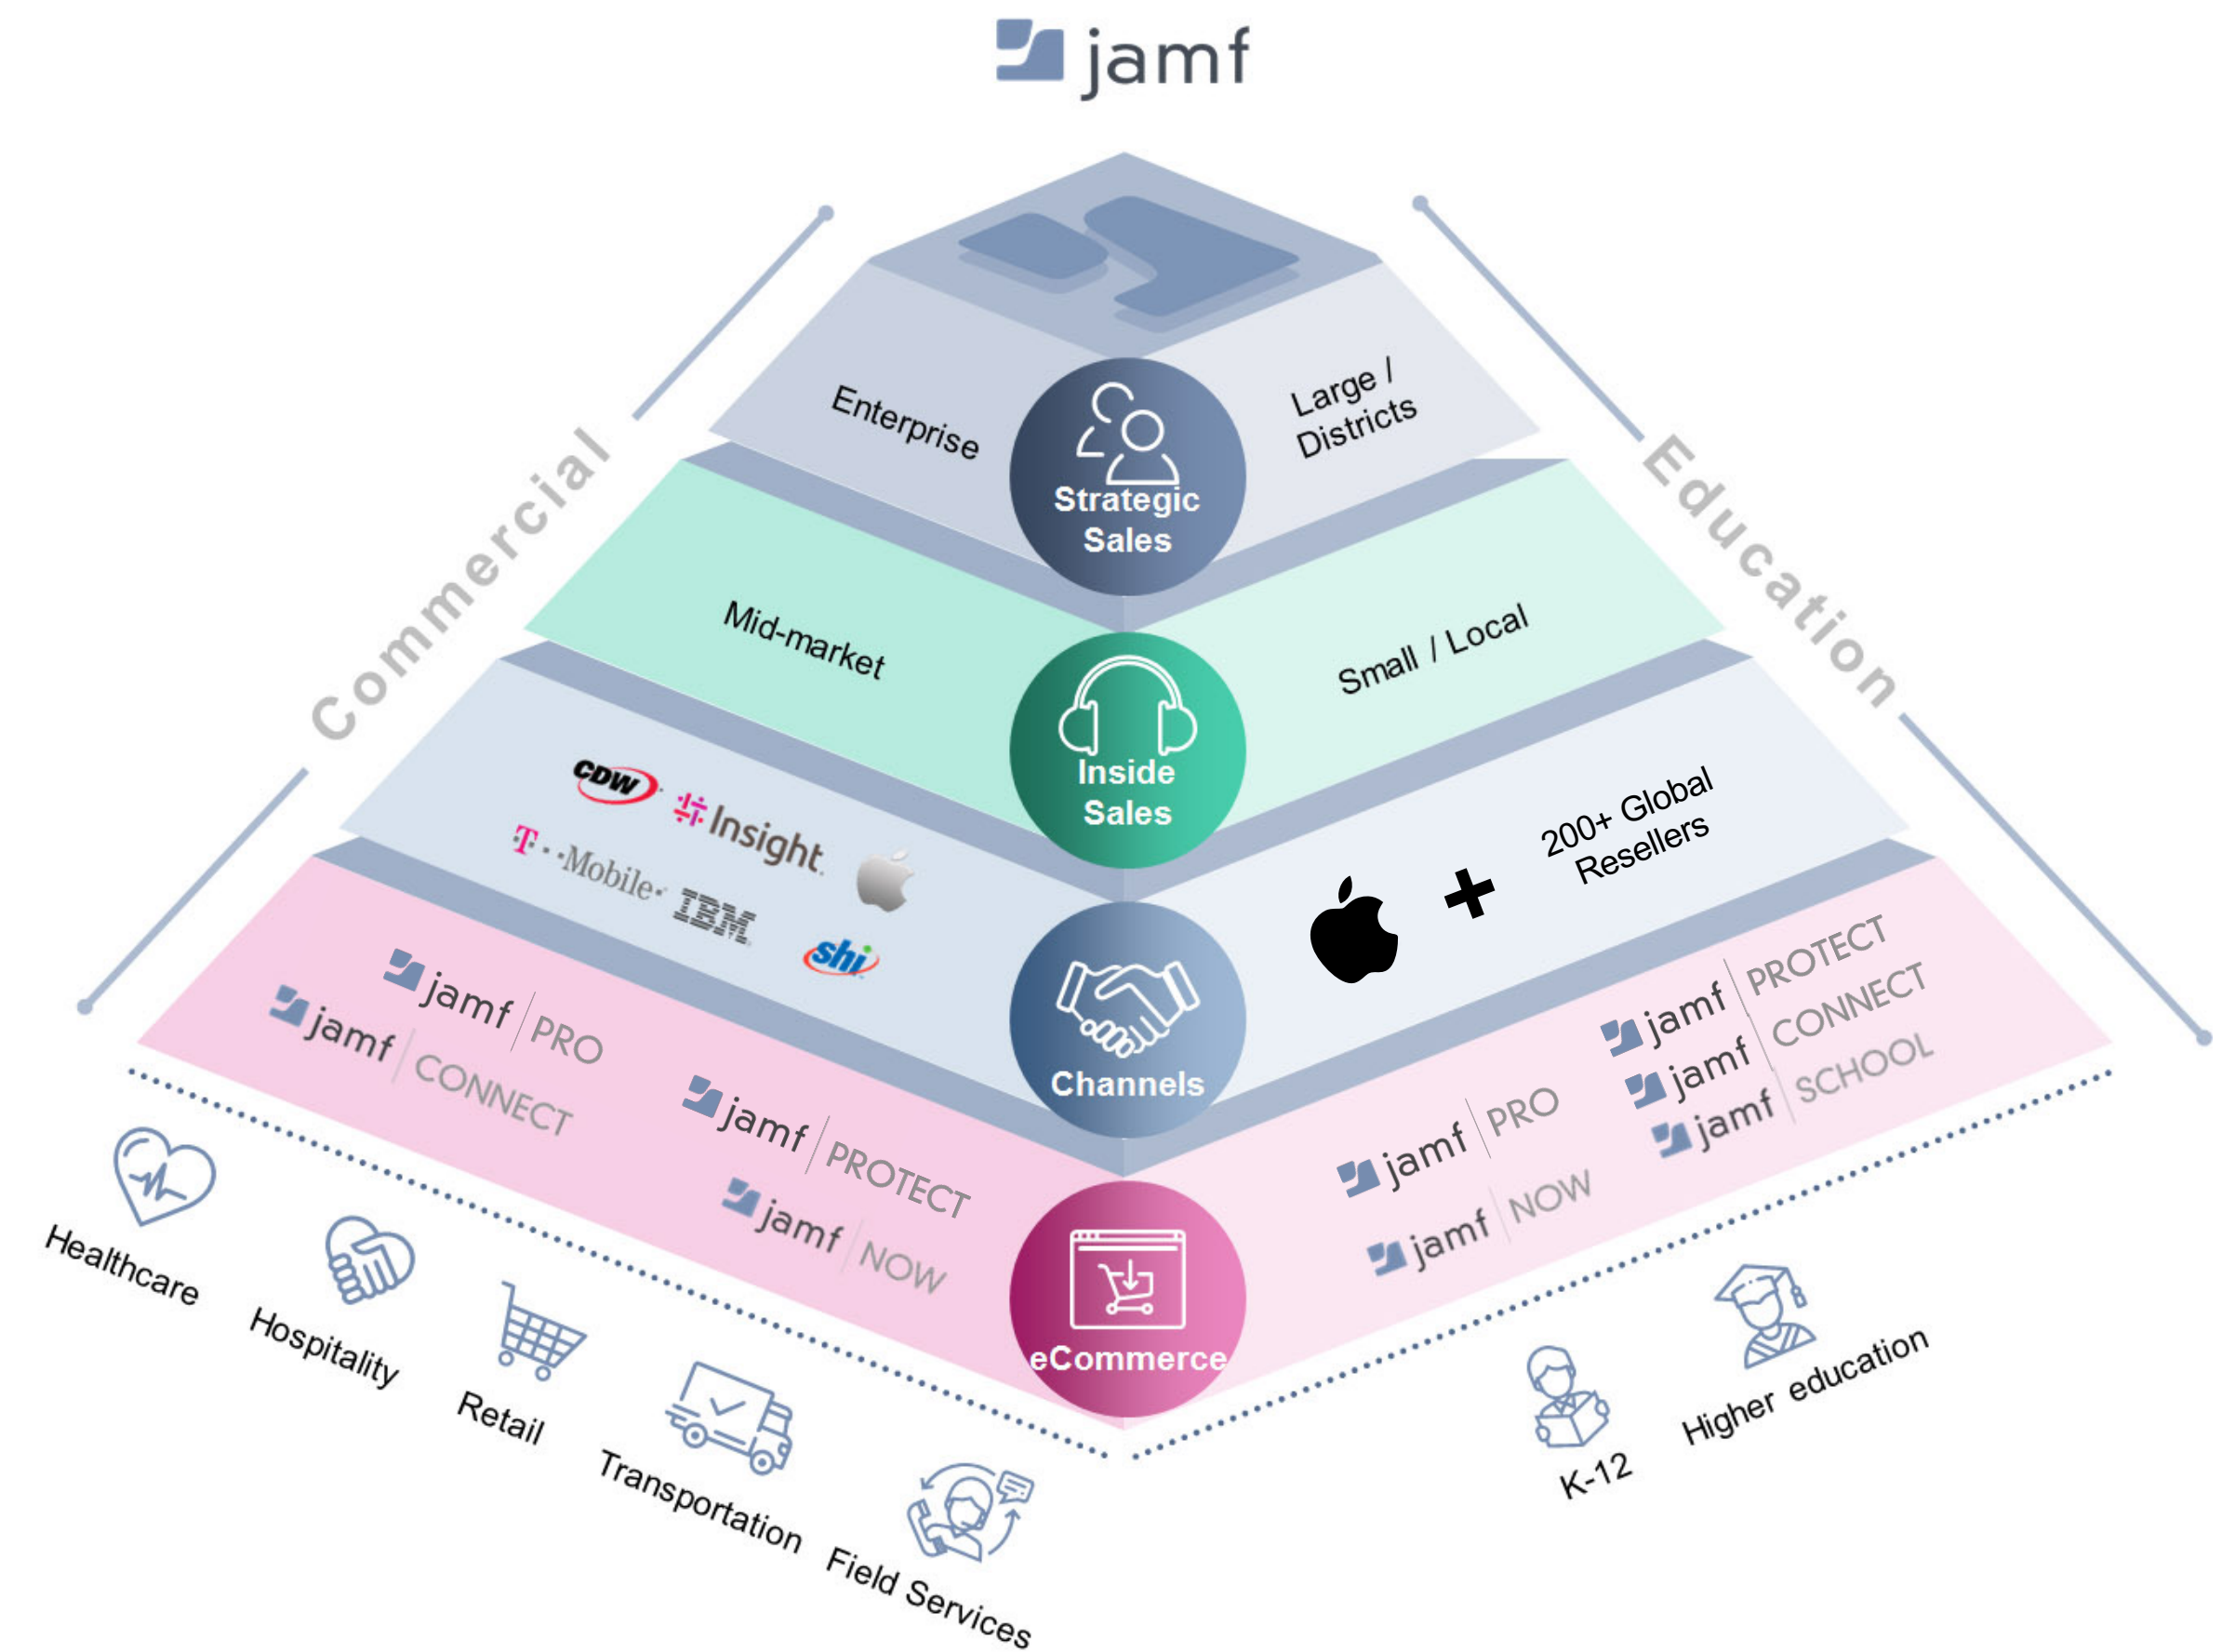 jamf
Commercial
Education
Enterprise
Large /
Districts
Strategic
Sales
Mid-market
Small / Local
Inside
Sales
CDW
Insight
T··Mobile·
IBM
shi
200+ Global
Resellers
+
Channels
jamf | PRO
jamf | CONNECT
jamf | PROTECT
jamf | NOW
jamf | PROTECT
jamf | CONNECT
jamf | SCHOOL
jamf | PRO
jamf | NOW
eCommerce
Healthcare
Hospitality
Retail
Transportation
Field Services
K-12
Higher education